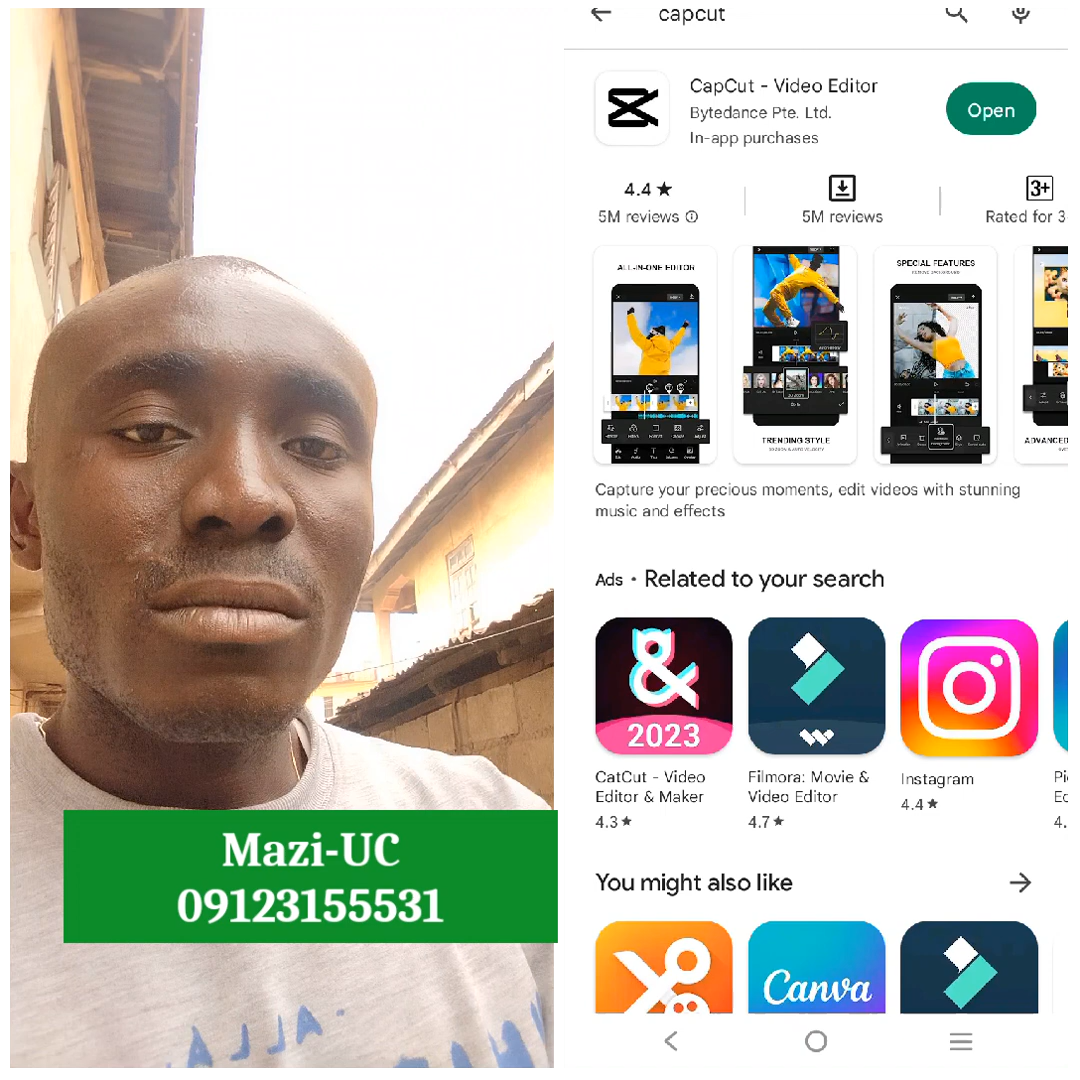 Mazi-UC
09123155531
capcut
CapCut - Video Editor
Bytedance Pte. Ltd.
In-app purchases
Open
4.4 ★
5M reviews
5M reviews
3+
Rated for 3
ALL-IN-ONE EDITOR
TRENDING STYLE
SPECIAL FEATURES
REMOVE BACKGROUND
ADVANCED
Capture your precious moments, edit videos with stunning
music and effects
Ads • Related to your search
2023
CatCut - Video
Editor & Maker
4.3 ★
Filmora: Movie &
Video Editor
4.7 ★
Instagram
4.4 ★
4.
You might also like
Canva